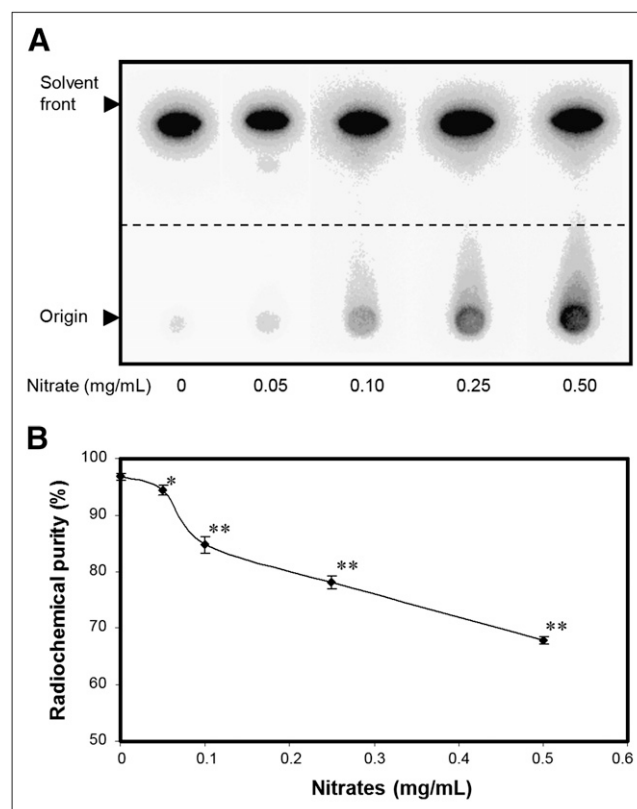 A
Solvent
front
Origin
Nitrate (mg/mL) 0 0.05 0.10 0.25 0.50
B
100
90
80
70
60
50
Radiochemical purity (%)
*
**
**
**
0 0.1 0.2 0.3 0.4 0.5 0.6
Nitrates (mg/mL)